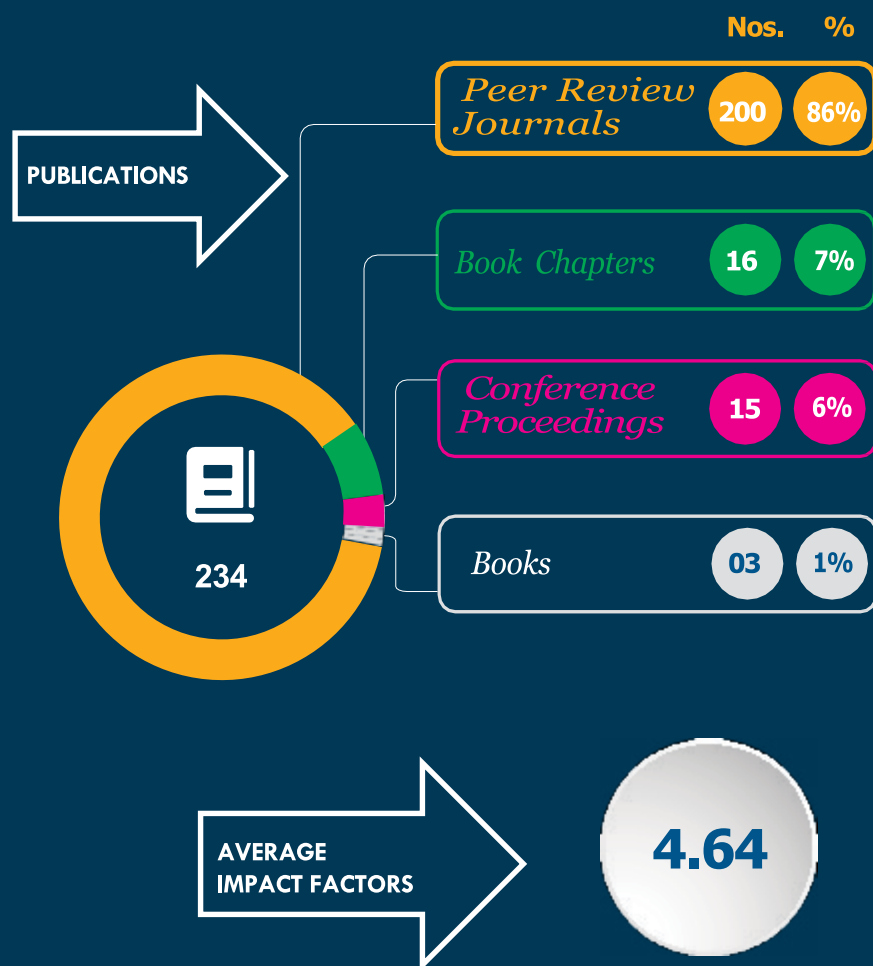 Nos. %
PUBLICATIONS
Peer Review
Journals
200 86%
Book Chapters 16 7%
Conference
Proceedings
15 6%
234
Books 03 1%
AVERAGE
IMPACT FACTORS
4.64